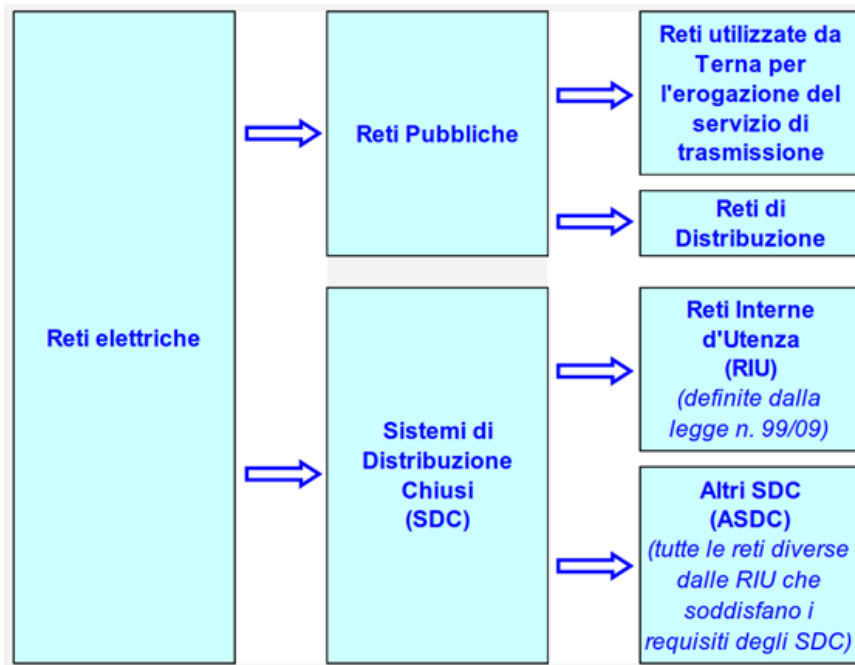 Reti elettriche
Reti Pubbliche
Reti utilizzate da
Terna per
l'erogazione del
servizio di
trasmissione
Reti di
Distribuzione
Sistemi di
Distribuzione
Chiusi
(SDC)
Reti Interne
d'Utenza
(RIU)
(definite dalla
legge n. 99/09)
Altri SDC
(ASDC)
(tutte le reti diverse
dalle RIU che
soddisfano i
requisiti degli SDC)